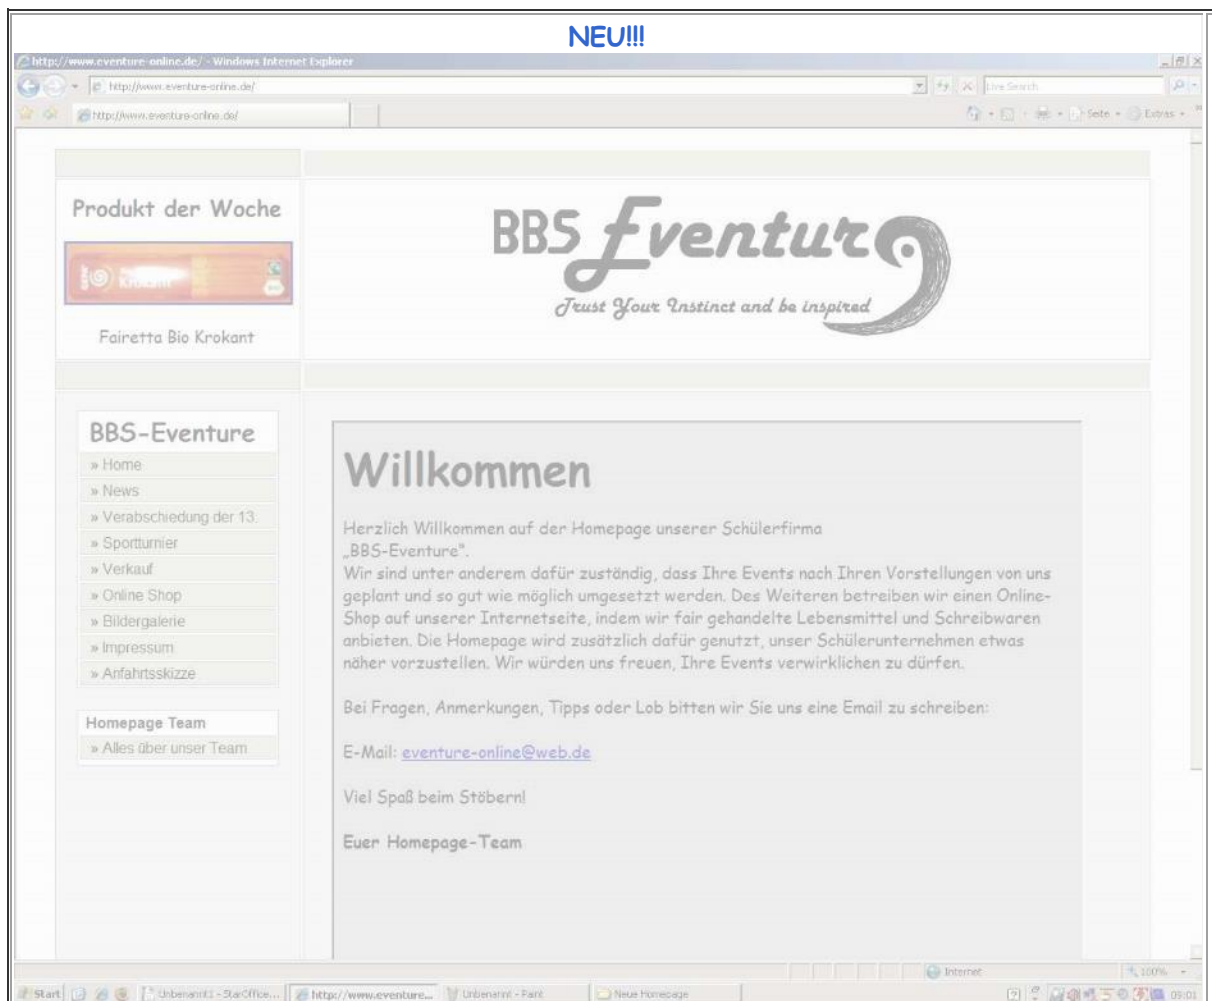 NEU!!!
http://www.eventure-online.de/ - Windows Internet Explorer
http://www.eventure-online.de/
Live Search
http://www.eventure-online.de/
Seite
Extras
Produkt der Woche
Krokant
Fairetta Bio Krokant
BBS Eventure
Trust Your Instinct and be inspired
BBS-Eventure
» Home
» News
» Verabschiedung der 13.
» Sportturnier
» Verkauf
» Online Shop
» Bildergalerie
» Impressum
» Anfahrtsskizze
Homepage Team
» Alles über unser Team
Willkommen
Herzlich Willkommen auf der Homepage unserer Schülerfirma
„BBS-Eventure".
Wir sind unter anderem dafür zuständig, dass Ihre Events nach Ihren Vorstellungen von uns
geplant und so gut wie möglich umgesetzt werden. Des Weiteren betreiben wir einen Online-
Shop auf unserer Internetseite, indem wir fair gehandelte Lebensmittel und Schreibwaren
anbieten. Die Homepage wird zusätzlich dafür genutzt, unser Schülerunternehmen etwas
näher vorzustellen. Wir würden uns freuen, Ihre Events verwirklichen zu dürfen.
Bei Fragen, Anmerkungen, Tipps oder Lob bitten wir Sie uns eine Email zu schreiben:
E-Mail: eventure-online@web.de
Viel Spaß beim Stöbern!
Euer Homepage-Team
Internet
100%
Start
Unbenannt1 - StarOffice...
http://www.eventure...
Unbenannt - Paint
Neue Homepage
03:01